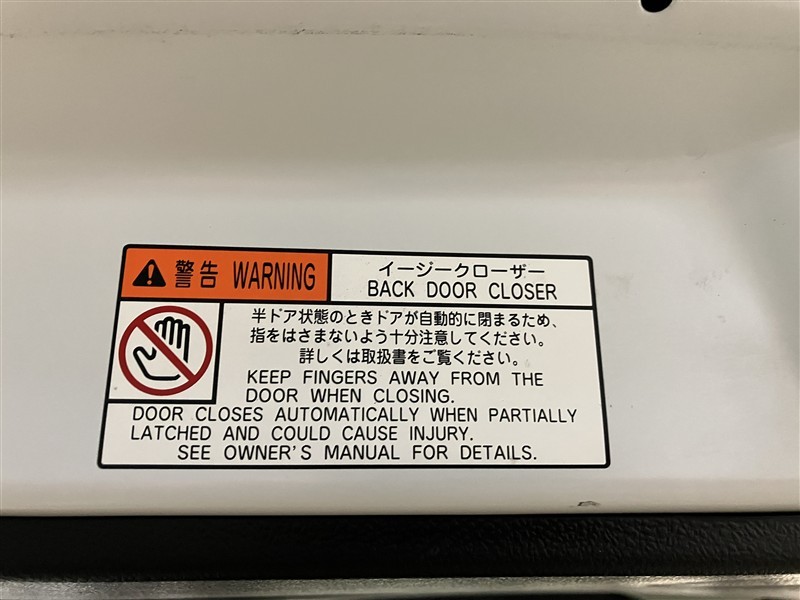 警告 WARNING
イージークローザー
BACK DOOR CLOSER
半ドア状態のときドアが自動的に閉まるため、
指をはさまないよう十分注意してください。
詳しくは取扱書をご覧ください。
KEEP FINGERS AWAY FROM THE
DOOR WHEN CLOSING.
DOOR CLOSES AUTOMATICALLY WHEN PARTIALLY
LATCHED AND COULD CAUSE INJURY.
SEE OWNER'S MANUAL FOR DETAILS.